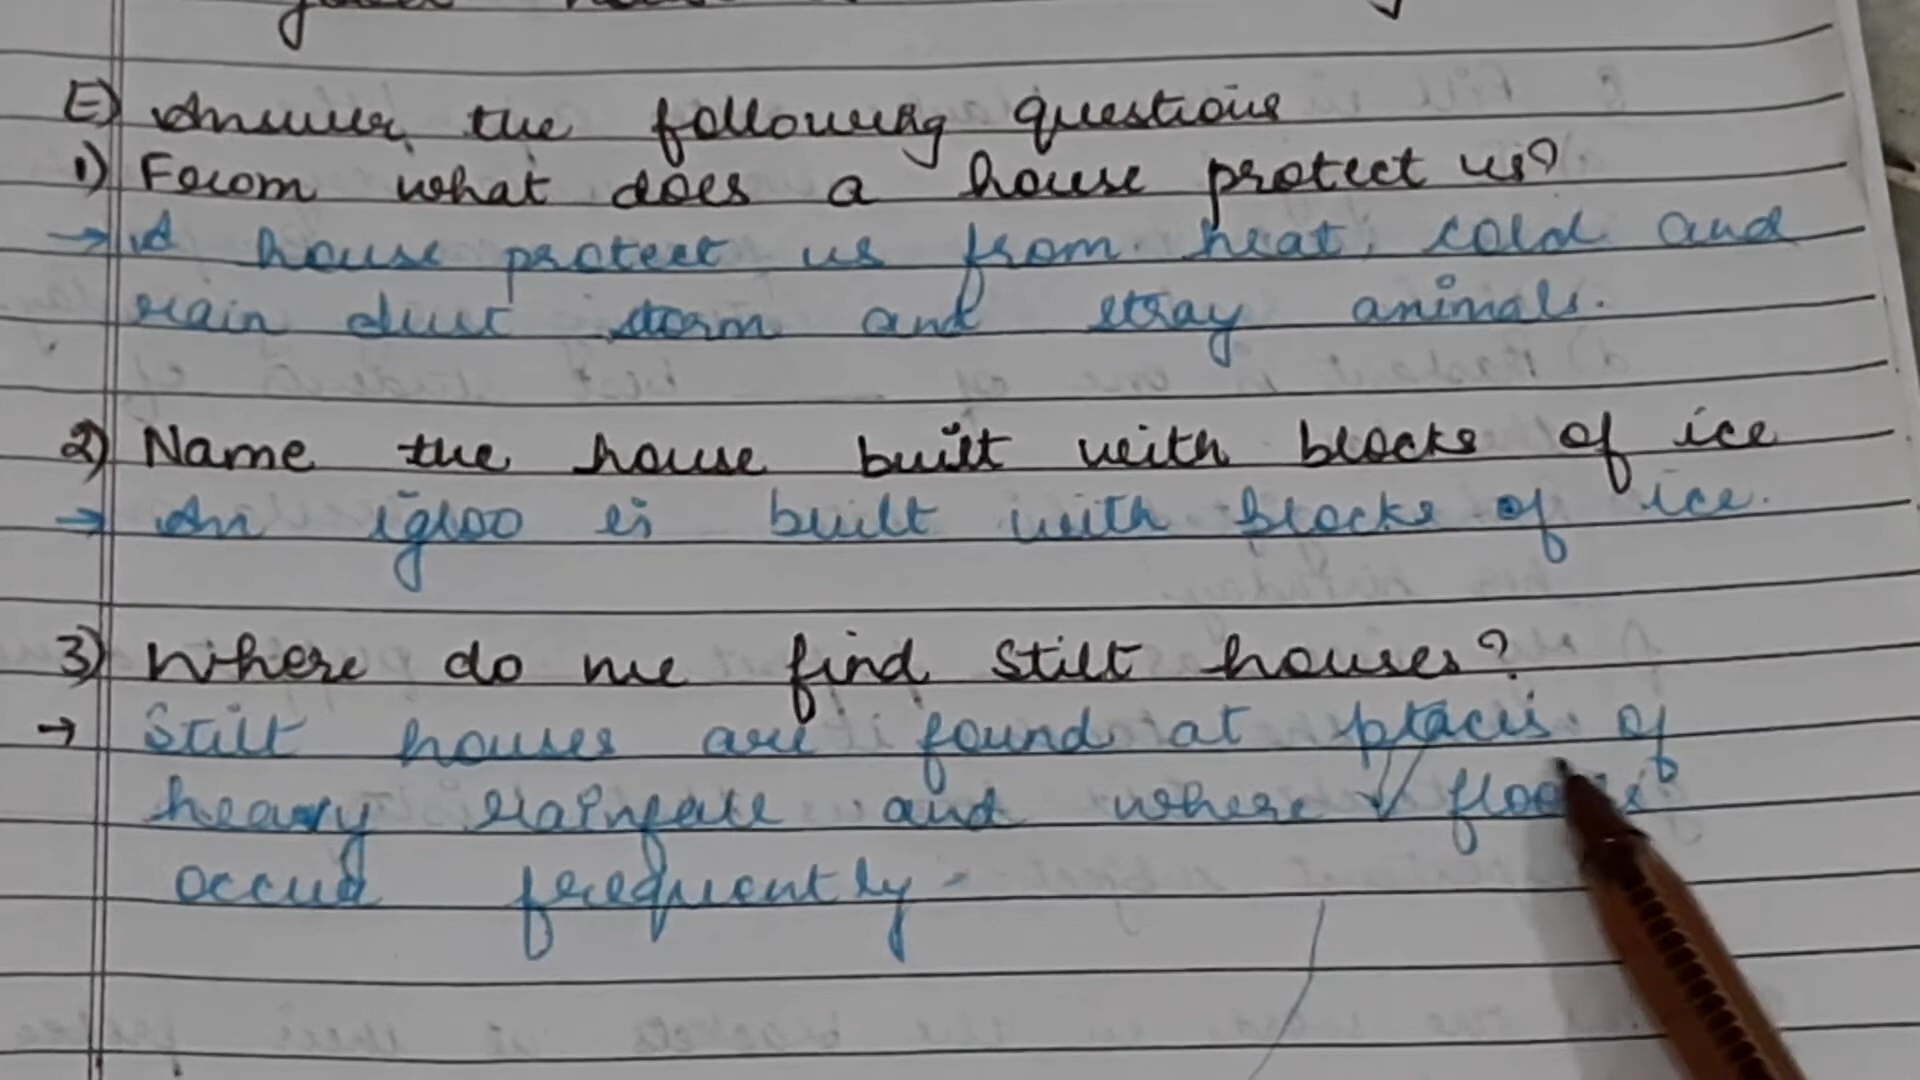 E) Answer the following questions
1) From what does a house protect us?
→ A house protect us from heat, cold and
rain dust storm and stray animals.
2) Name the house built with blocks of ice
→ An igloo is built with blocks of ice.
3) Where do we find stilt houses?
→ Stilt houses are found at places of
heavy rainfall and where floods
occur frequently.